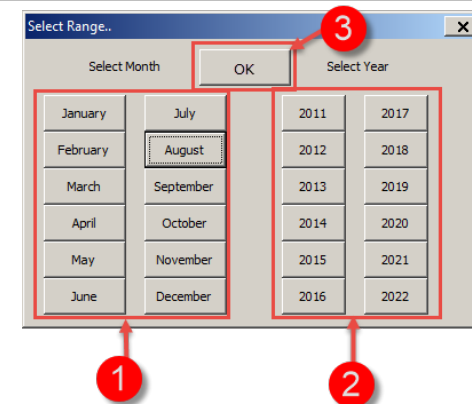 3
Select Range..
Select Month OK Select Year
January July 2011 2017
February August 2012 2018
March September 2013 2019
April October 2014 2020
May November 2015 2021
June December 2016 2022
1 2